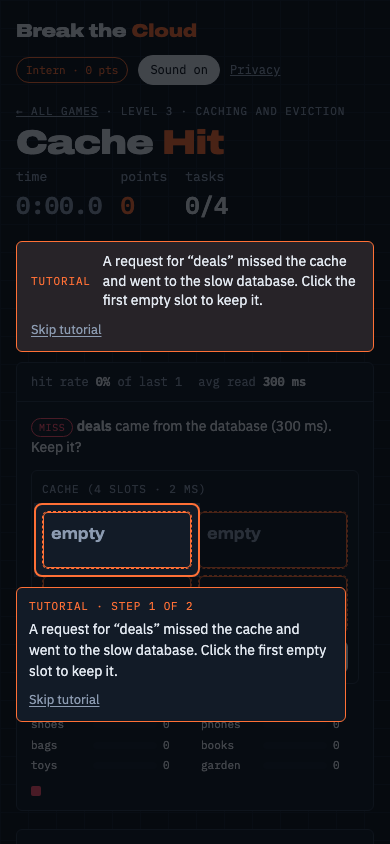 Break the Cloud
Intern · 0 pts
Sound on
Privacy
← ALL GAMES · LEVEL 3 · CACHING AND EVICTION
Cache Hit
time points tasks
0:00.0 0 0/4
TUTORIAL
A request for “deals” missed the cache
and went to the slow database. Click the
first empty slot to keep it.
Skip tutorial
hit rate 0% of last 1 avg read 300 ms
MISS deals came from the database (300 ms).
Keep it?
CACHE (4 SLOTS · 2 MS)
empty empty
TUTORIAL · STEP 1 OF 2
A request for “deals” missed the cache and
went to the slow database. Click the first empty
slot to keep it.
Skip tutorial
shoes 0 phones 0
bags 0 books 0
toys 0 garden 0